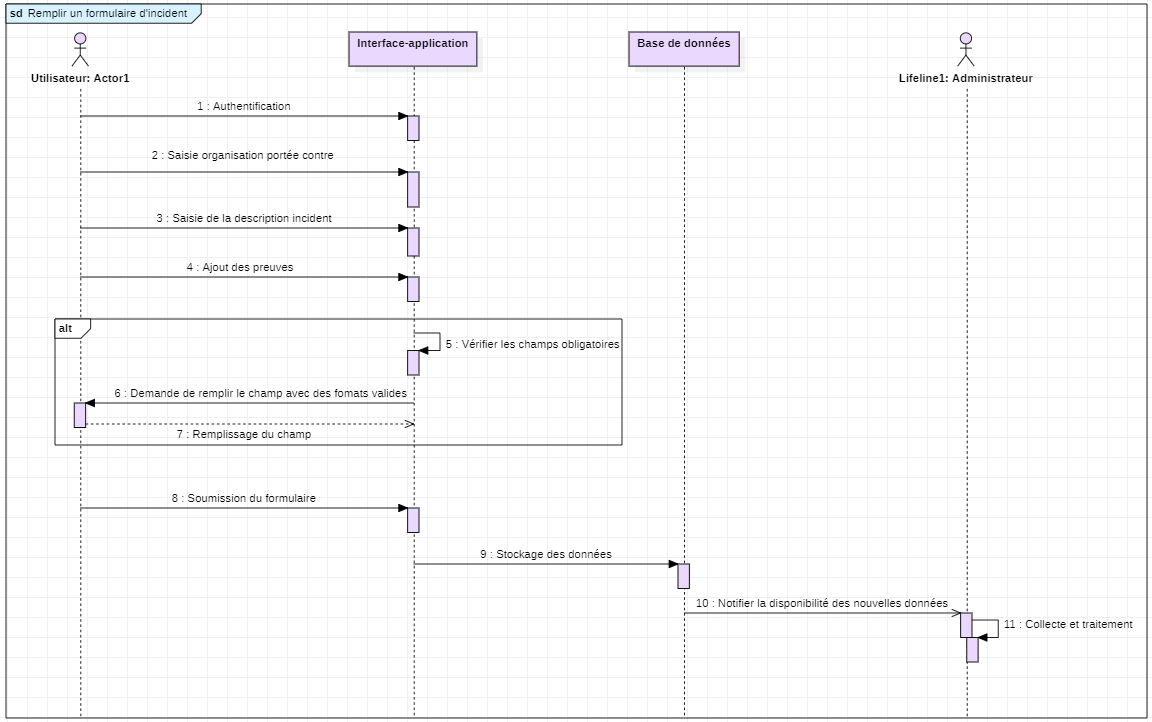 sd Remplir un formulaire d'incident
Utilisateur: Actor1
Interface-application
Base de données
Lifeline1: Administrateur
1 : Authentification
2 : Saisie organisation portée contre
3 : Saisie de la description incident
4 : Ajout des preuves
alt
5 : Vérifier les champs obligatoires
6 : Demande de remplir le champ avec des fomats valides
7 : Remplissage du champ
8 : Soumission du formulaire
9 : Stockage des données
10 : Notifier la disponibilité des nouvelles données
11 : Collecte et traitement